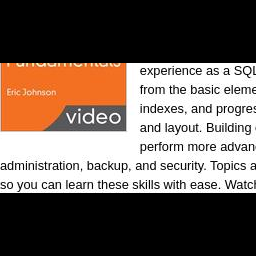 Fundamentals
Eric Johnson
video
experience as a SQL
from the basic eleme
indexes, and progres
and layout. Building
perform more advan
administration, backup, and security. Topics a
so you can learn these skills with ease. Watch